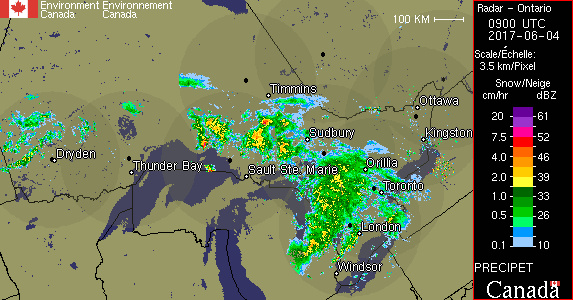 Environment Environnement
Canada Canada
100 KM
Timmins
Ottawa
Sudbury
Kingston
Dryden
Thunder Bay
Sault Ste. Marie
Orillia
Toronto
London
Windsor
Radar - Ontario
0900 UTC
2017-06-04
Scale/Échelle:
3.5 km/Pixel
Snow/Neige
cm/hr dBZ
20 61
7.5 52
4.0 46
2.0 39
1.0 33
0.5 26
0.1 10
PRECIPET
Canada